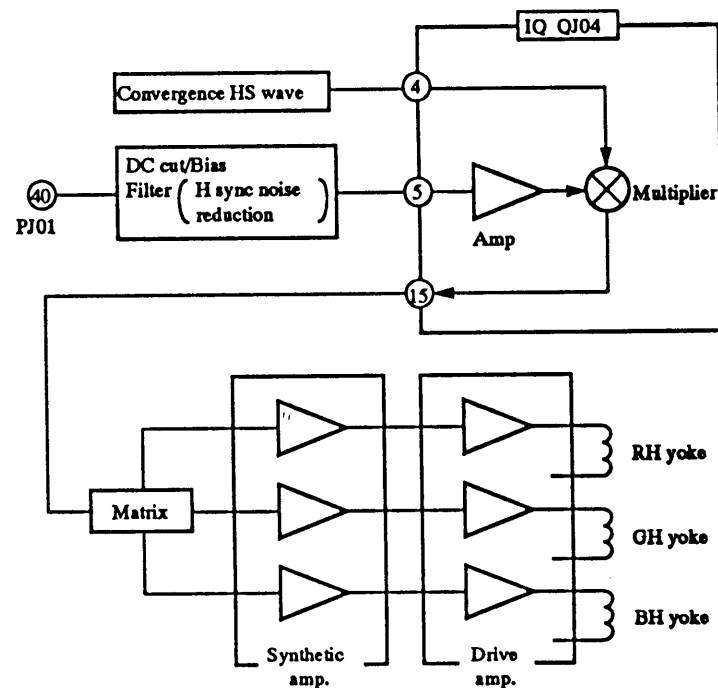 IQ QJ04
Convergence HS wave
4
DC cut/Bias
Filter ( H sync noise
reduction )
40
PJ01
5
Amp
Multiplier
15
Matrix
RH yoke
GH yoke
BH yoke
Synthetic
amp.
Drive
amp.